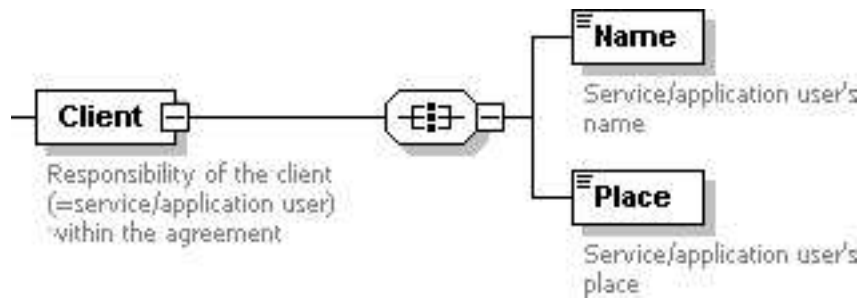 Name
Service/application user's
name
Client
Responsibility of the client
(=service/application user)
within the agreement
Place
Service/application user's
place